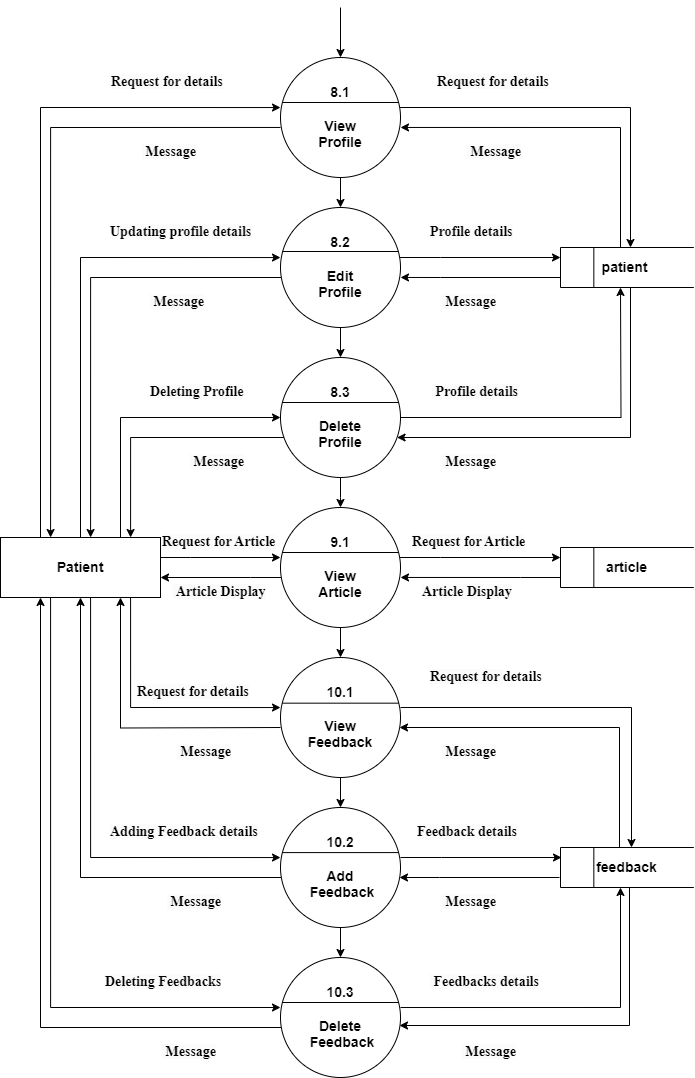 Request for details
Request for details
8.1
View
Profile
Message
Message
Updating profile details
Profile details
8.2
Edit
Profile
patient
Message
Message
Deleting Profile
Profile details
8.3
Delete
Profile
Message
Message
Request for Article
Request for Article
9.1
Patient
View
Article
article
Article Display
Article Display
Request for details
Request for details
10.1
View
Feedback
Message
Message
Adding Feedback details
Feedback details
10.2
Add
Feedback
feedback
Message
Message
Deleting Feedbacks
Feedbacks details
10.3
Delete
Feedback
Message
Message